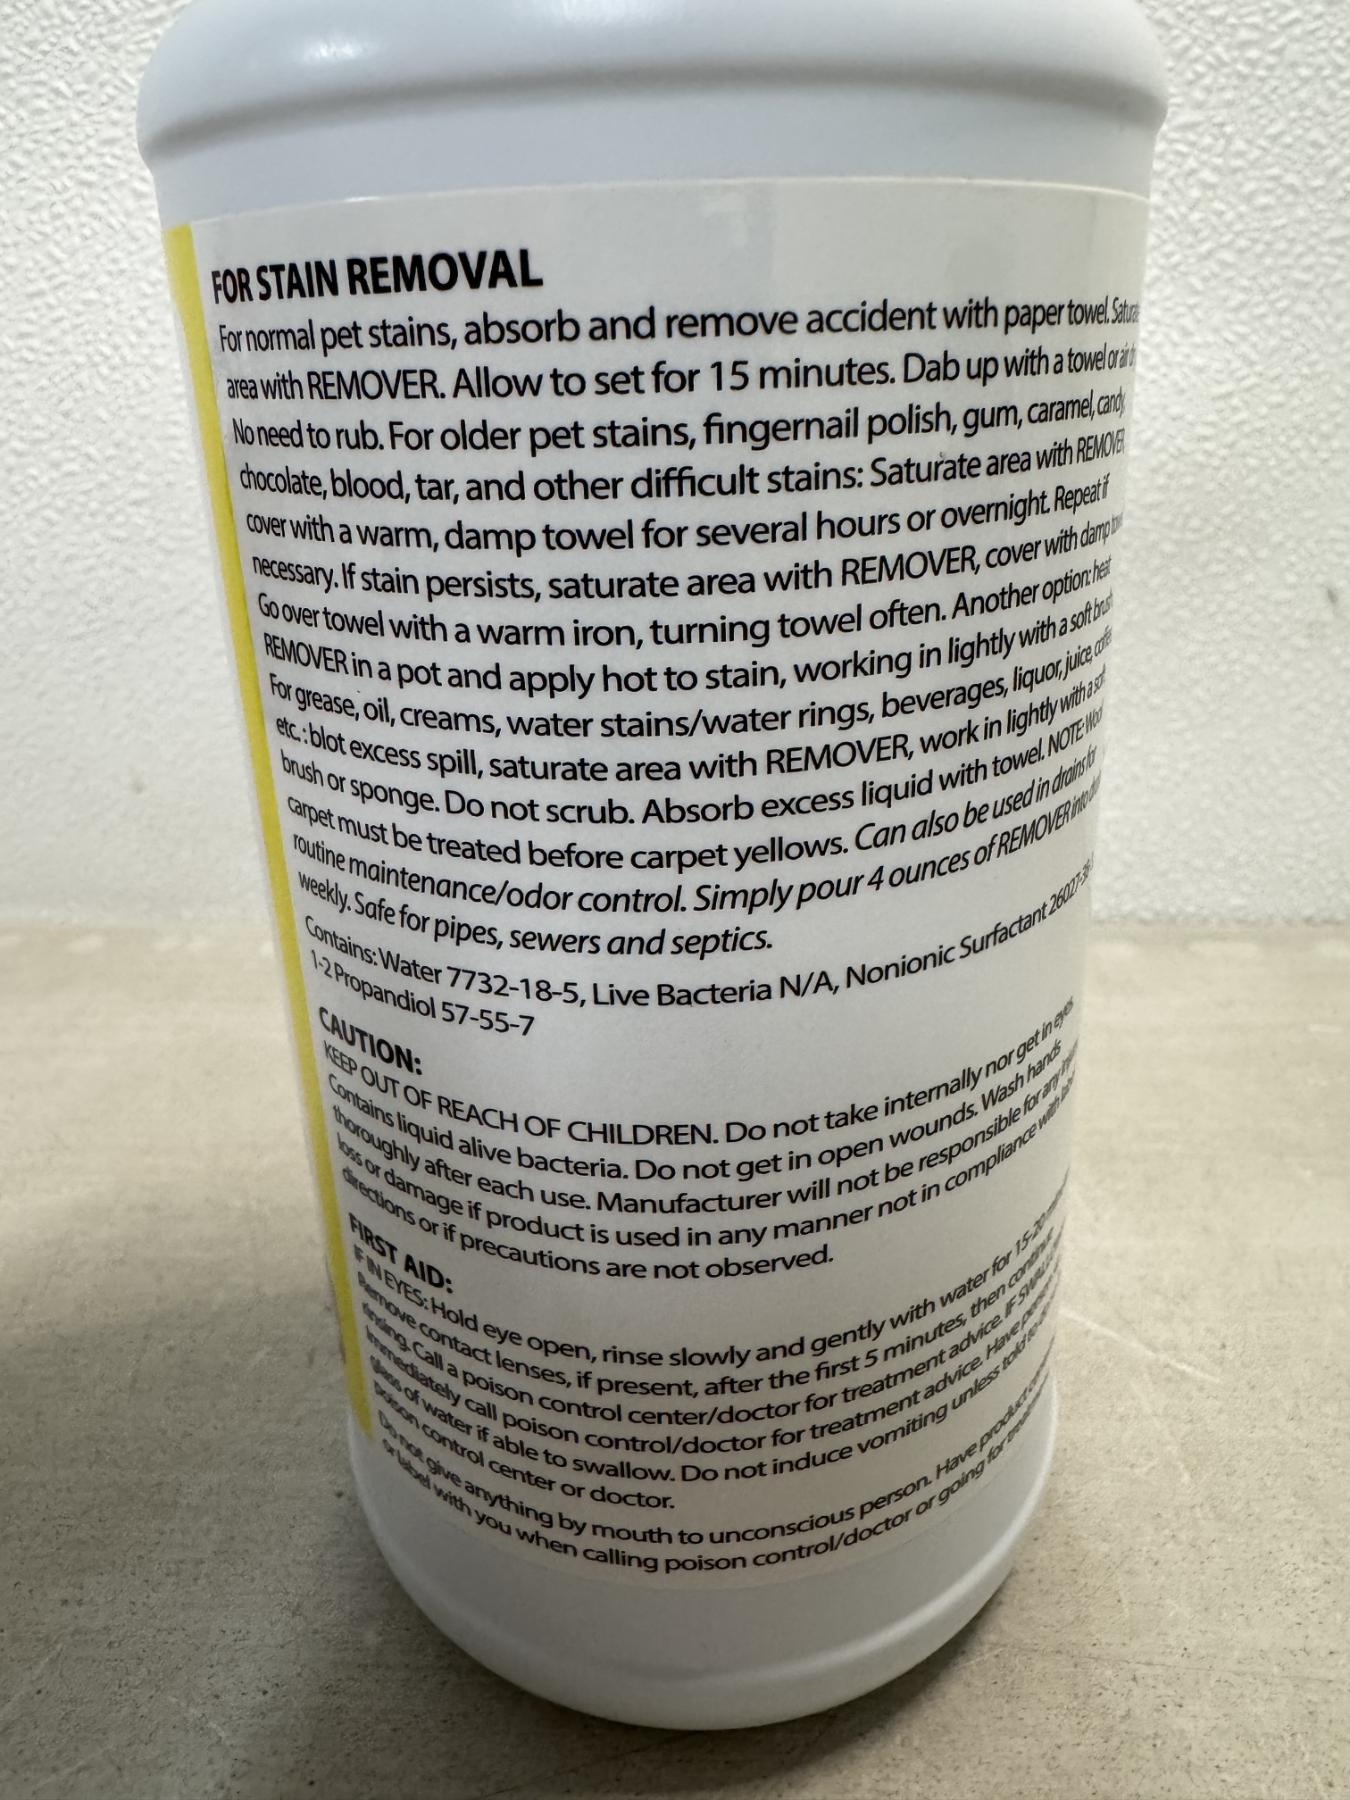 FOR STAIN REMOVAL
For normal pet stains, absorb and remove accident with paper towel.
area with REMOVER. Allow to set for 15 minutes. Dab up with a towel or air
No need to rub. For older pet stains, fingernail polish, gum, caramel, candy,
chocolate, blood, tar, and other difficult stains: Saturate area with REMOVER
cover with a warm, damp towel for several hours or overnight. Repeat if
necessary. If stain persists, saturate area with REMOVER, cover with damp
Go over towel with a warm iron, turning towel often. Another option: heat
REMOVER in a pot and apply hot to stain, working in lightly with a soft brush
For grease, oil, creams, water stains/water rings, beverages, liquor, juice,
etc.: blot excess spill, saturate area with REMOVER, work in lightly with a soft
brush or sponge. Do not scrub. Absorb excess liquid with towel. NOTE:
carpet must be treated before carpet yellows. Can also be used in drains for
routine maintenance/odor control. Simply pour 4 ounces of REMOVER into
weekly. Safe for pipes, sewers and septics.
Contains: Water 7732-18-5, Live Bacteria N/A, Nonionic Surfactant
1-2 Propandiol 57-55-7
CAUTION:
KEEP OUT OF REACH OF CHILDREN. Do not take internally nor get in eyes.
Contains liquid alive bacteria. Do not get in open wounds. Wash hands
thoroughly after each use. Manufacturer will not be responsible for any
loss or damage if product is used in any manner not in compliance with
directions or if precautions are not observed.
FIRST AID:
IF IN EYES: Hold eye open, rinse slowly and gently with water for 15-20
Remove contact lenses, if present, after the first 5 minutes, then continue
rinsing. Call a poison control center/doctor for treatment advice. IF
Immediately call poison control/doctor for treatment advice. Have
glass of water if able to swallow. Do not induce vomiting unless told
poison control center or doctor.
Do not give anything by mouth to unconscious person. Have product
or label with you when calling poison control/doctor or going for